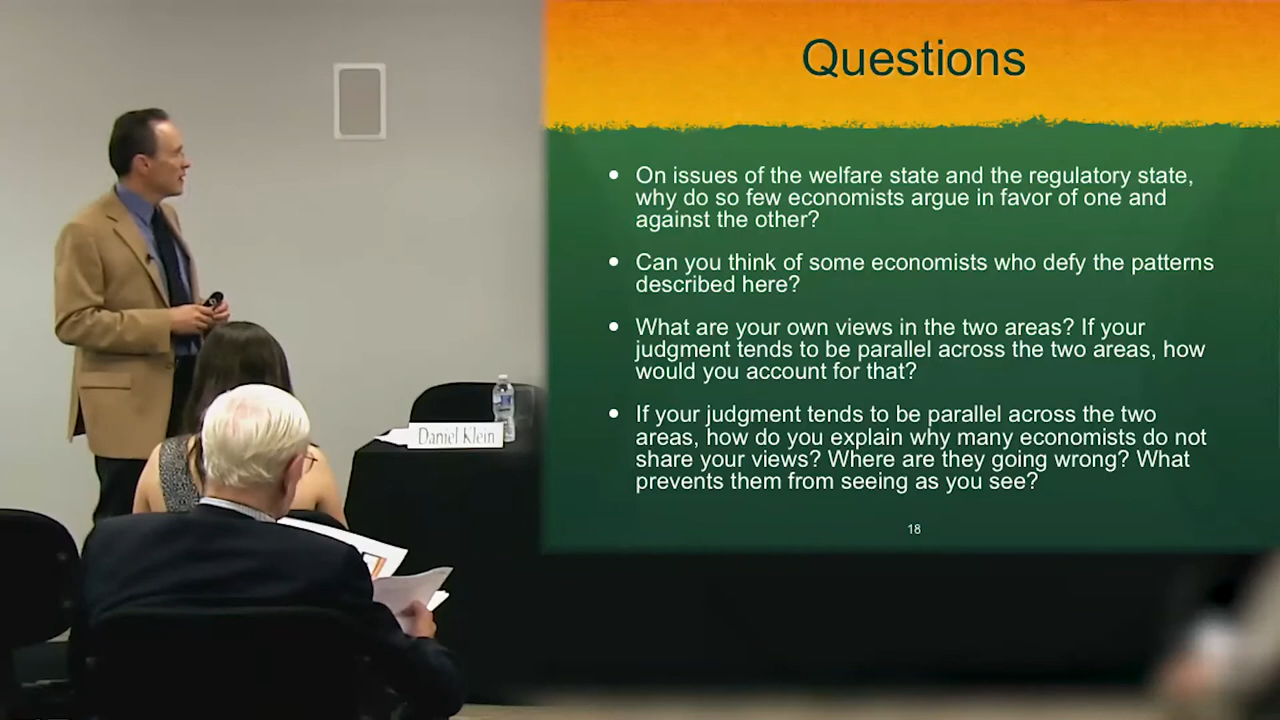 Questions
• On issues of the welfare state and the regulatory state,
why do so few economists argue in favor of one and
against the other?
• Can you think of some economists who defy the patterns
described here?
• What are your own views in the two areas? If your
judgment tends to be parallel across the two areas, how
would you account for that?
• If your judgment tends to be parallel across the two
areas, how do you explain why many economists do not
share your views? Where are they going wrong? What
prevents them from seeing as you see?
18
Daniel Klein